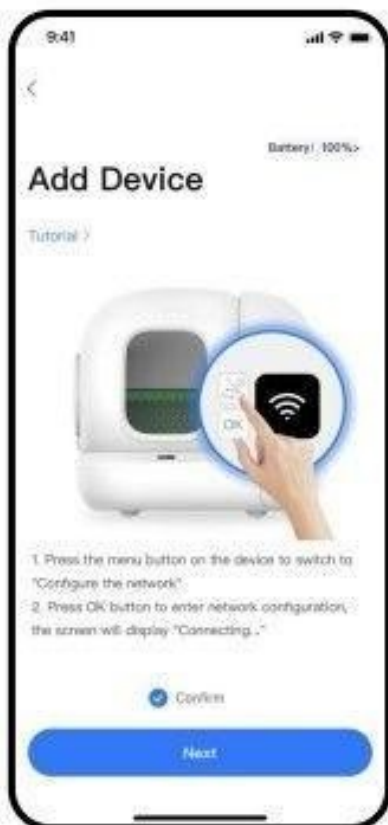 9:41
Battery: 100%>
Add Device
Tutorial >
OK
1. Press the menu button on the device to switch to
"Configure the network"
2. Press OK button to enter network configuration,
the screen will display "Connecting..."
Confirm
Next